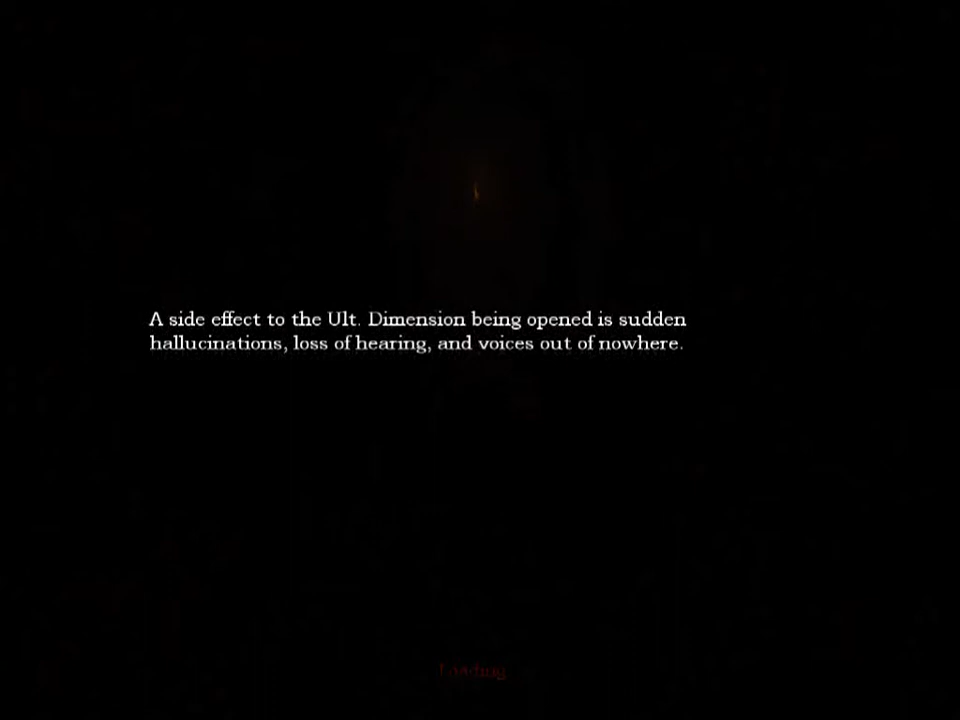 A side effect to the Ult. Dimension being opened is sudden
hallucinations, loss of hearing, and voices out of nowhere.
Loading